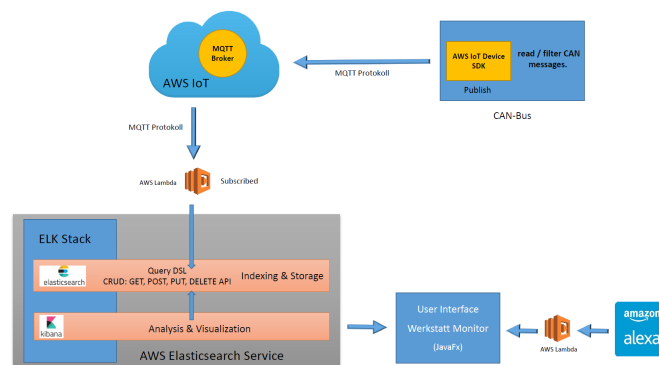 MQTT
Broker
AWS IoT
MQTT Protokoll
AWS IoT Device
SDK
read / filter CAN
messages.
Publish
CAN-Bus
MQTT Protokoll
AWS Lambda
Subscribed
ELK Stack
elasticsearch
Query DSL
CRUD: GET, POST, PUT, DELETE API
Indexing & Storage
kibana
Analysis & Visualization
AWS Elasticsearch Service
User Interface
Werkstatt Monitor
(JavaFx)
AWS Lambda
amazon
alexa